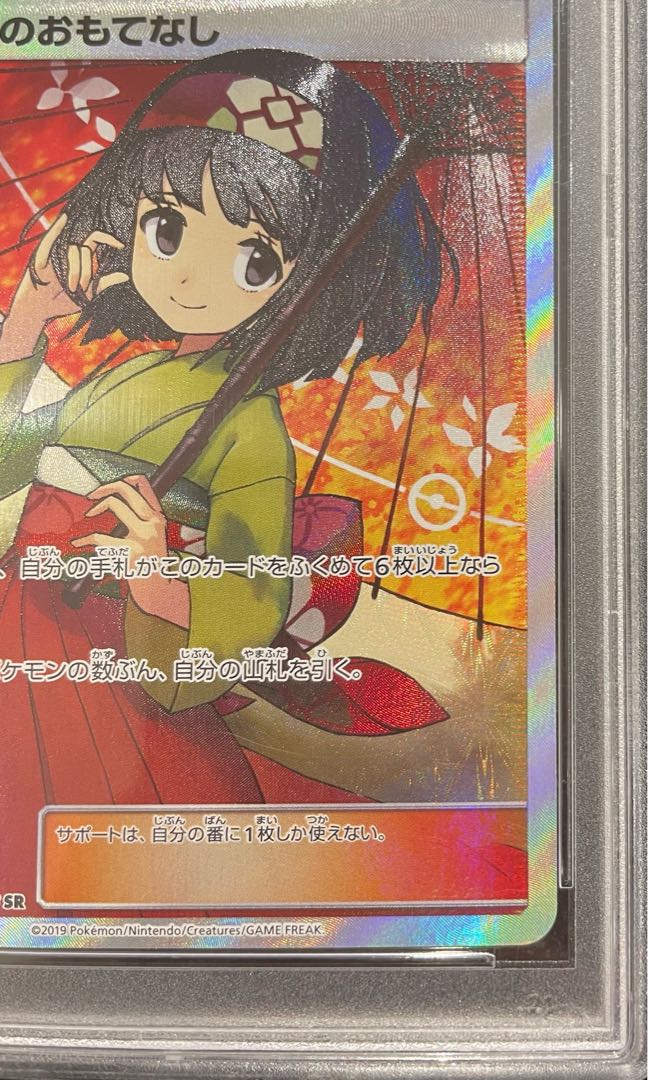 のおもてなし
、自分の手札がこのカードをふくめて6枚以上なら
ケモンの数ぶん、自分の山札を引く。
サポートは、自分の番に1枚しか使えない。
SR
©2019 Pokémon/Nintendo/Creatures/GAME FREAK.